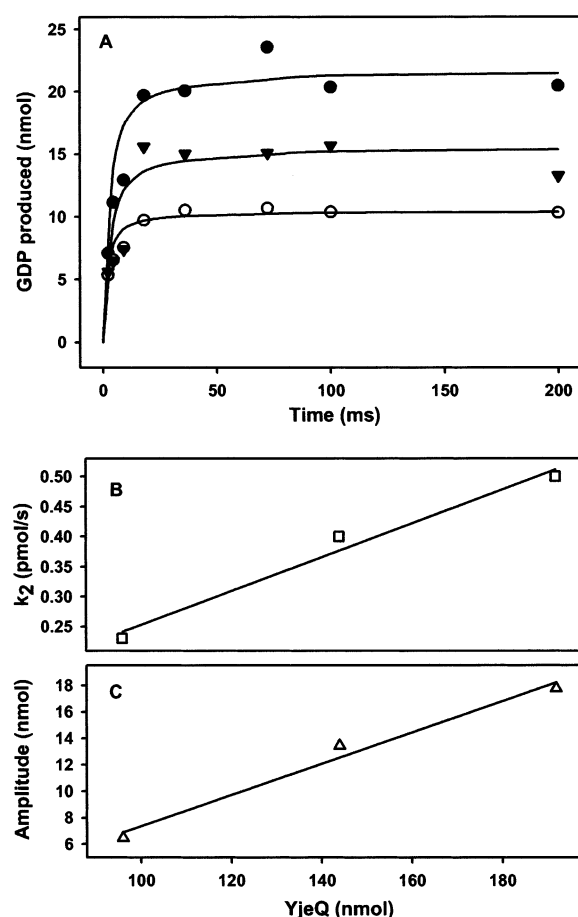 A
GDP produced (nmol)
25
20
15
10
5
0
0 50 100 150 200
Time (ms)
B
k2 (pmol/s)
0.50
0.45
0.40
0.35
0.30
0.25
C
Amplitude (nmol)
18
16
14
12
10
8
6
100 120 140 160 180
YjeQ (nmol)